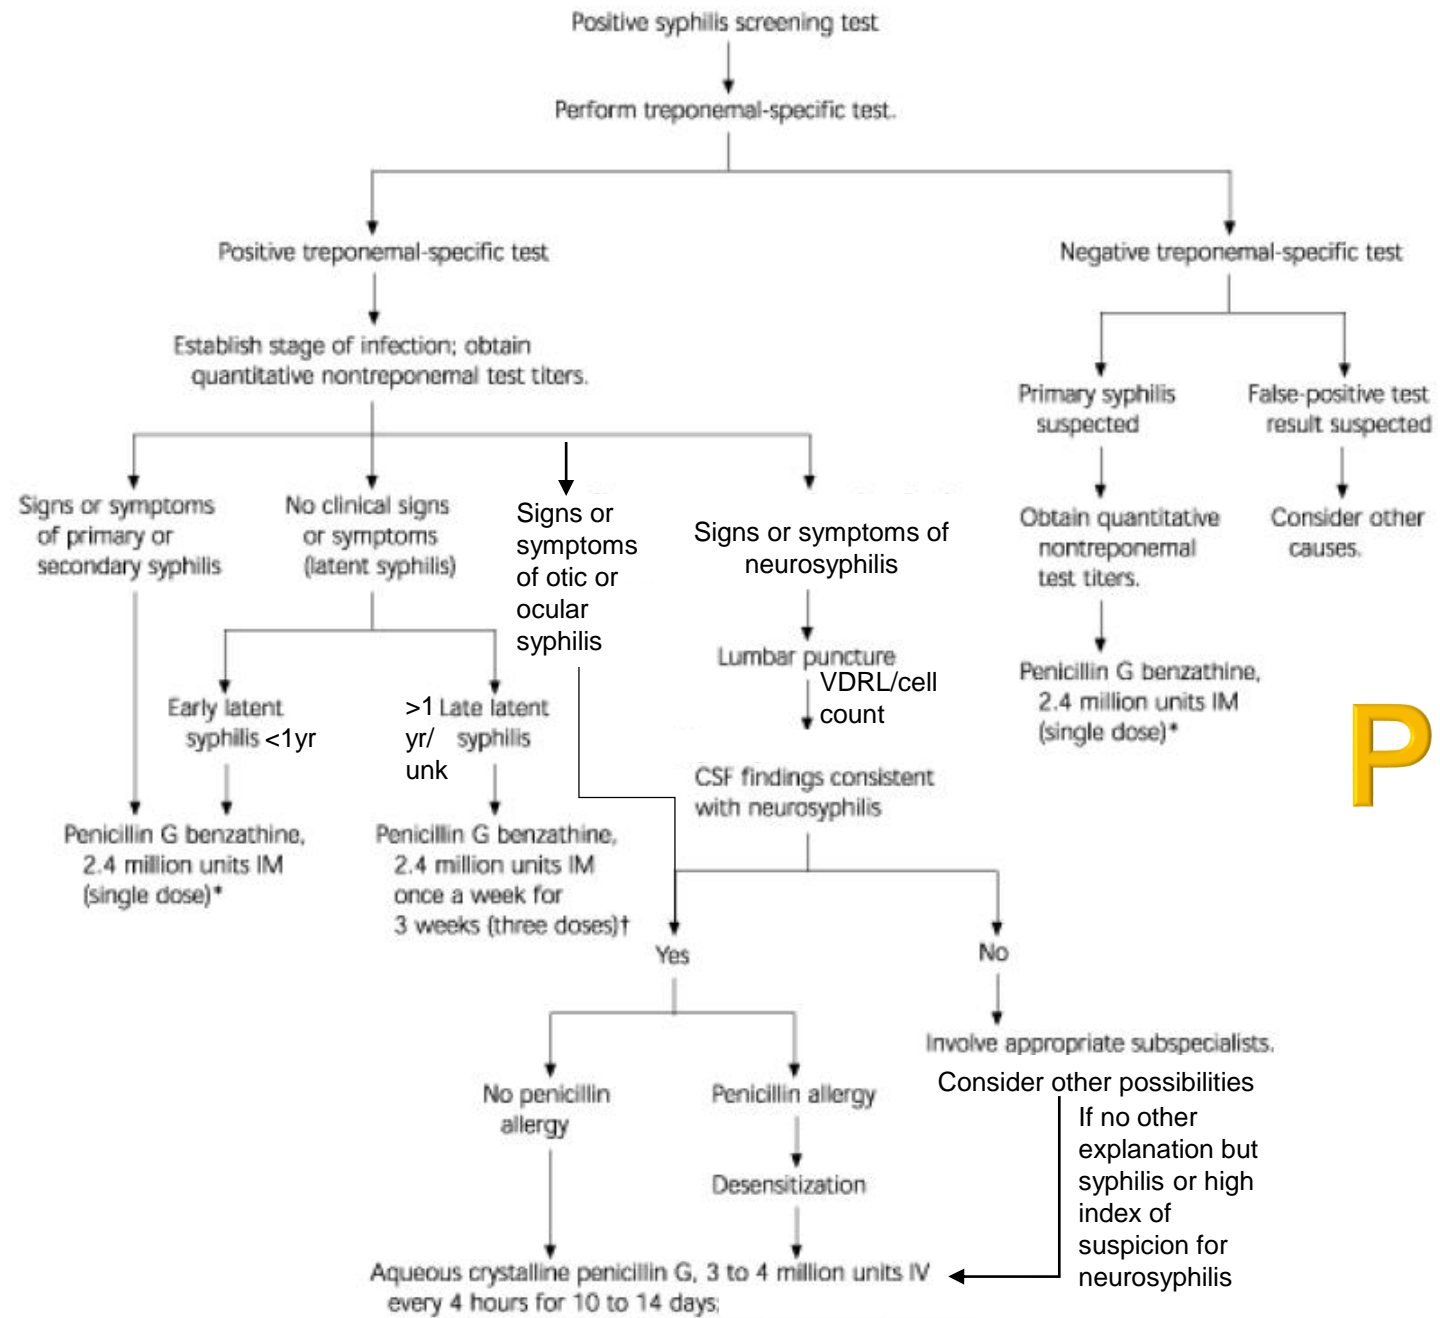 Positive syphilis screening test
Perform treponemal-specific test.
Positive treponemal-specific test
Negative treponemal-specific test
Establish stage of infection; obtain
quantitative nontreponemal test titers.
Primary syphilis
suspected
False-positive test
result suspected
Signs or symptoms
of primary or
secondary syphilis
No clinical signs
or symptoms
(latent syphilis)
Signs or
symptoms
of otic or
ocular
syphilis
Signs or symptoms of
neurosyphilis
Obtain quantitative
nontreponemal
test titers.
Consider other
causes.
Lumbar puncture
VDRL/cell
count
Penicillin G benzathine,
2.4 million units IM
(single dose)*
P
Early latent
syphilis <1yr
>1 Late latent
yr/ syphilis
unk
CSF findings consistent
with neurosyphilis
Penicillin G benzathine,
2.4 million units IM
(single dose)*
Penicillin G benzathine,
2.4 million units IM
once a week for
3 weeks (three doses)†
Yes
No
Involve appropriate subspecialists.
Consider other possibilities
If no other
explanation but
syphilis or high
index of
suspicion for
neurosyphilis
No penicillin
allergy
Penicillin allergy
Desensitization
Aqueous crystalline penicillin G, 3 to 4 million units IV
every 4 hours for 10 to 14 days;